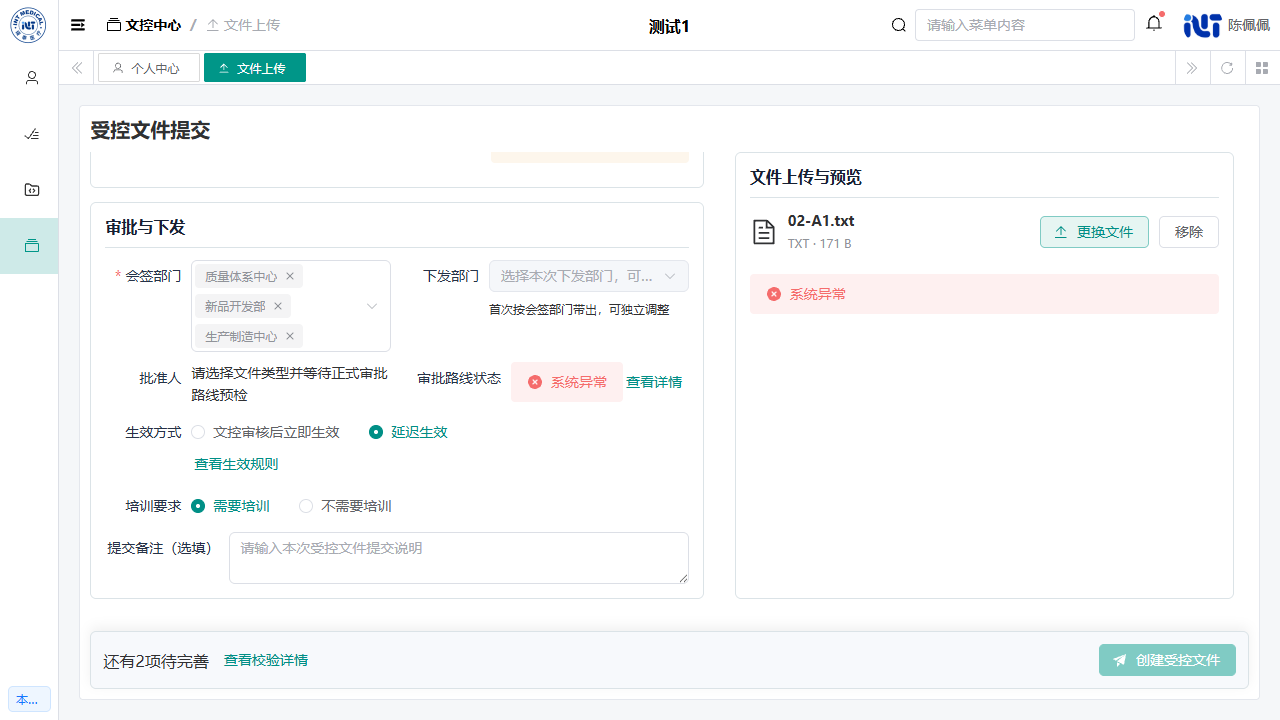 文控中心 / 文件上传
测试1
请输入菜单内容
陈佩佩
个人中心
文件上传
受控文件提交
审批与下发
* 会签部门
质量体系中心
新品开发部
生产制造中心
下发部门
选择本次下发部门，可...
首次按会签部门带出，可独立调整
批准人
请选择文件类型并等待正式审批
路线预检
审批路线状态
系统异常
查看详情
生效方式
文控审核后立即生效
延迟生效
查看生效规则
培训要求
需要培训
不需要培训
提交备注（选填）
请输入本次受控文件提交说明
文件上传与预览
02-A1.txt
TXT · 171 B
更换文件
移除
系统异常
还有2项待完善
查看校验详情
创建受控文件
本...